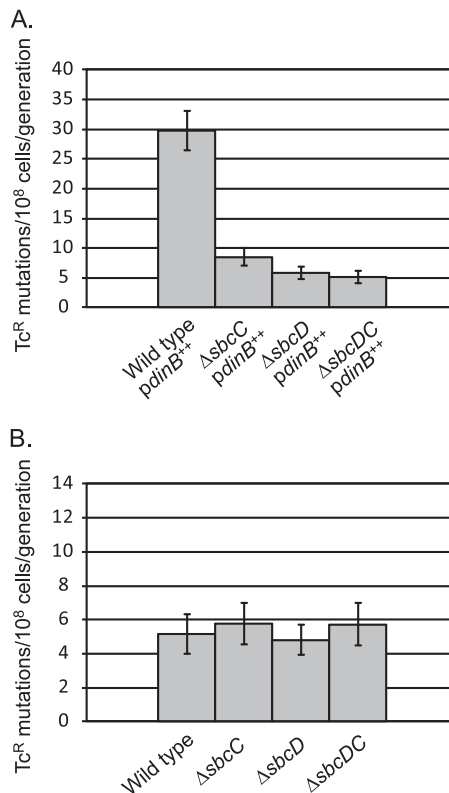 A.
Tcᴿ mutations/10⁸ cells/generation
40
35
30
25
20
15
10
5
0
Wild type
pdinB⁺⁺
ΔsbcC
pdinB⁺⁺
ΔsbcD
pdinB⁺⁺
ΔsbcDC
pdinB⁺⁺
B.
Tcᴿ mutations/10⁸ cells/generation
14
12
10
8
6
4
2
0
Wild type
ΔsbcC
ΔsbcD
ΔsbcDC